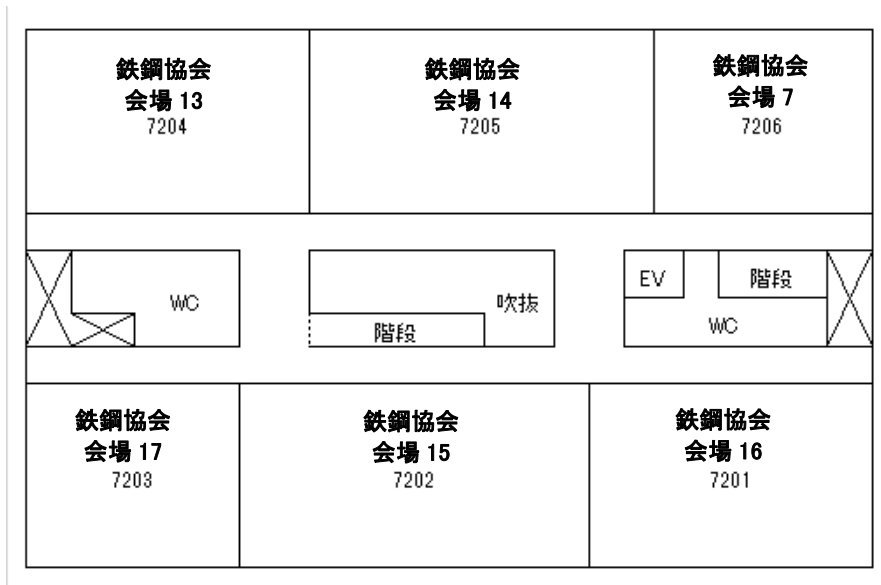 鉄鋼協会
会場 13
7204
鉄鋼協会
会場 14
7205
鉄鋼協会
会場 7
7206
WC
吹抜
階段
EV
階段
WC
鉄鋼協会
会場 17
7203
鉄鋼協会
会場 15
7202
鉄鋼協会
会場 16
7201